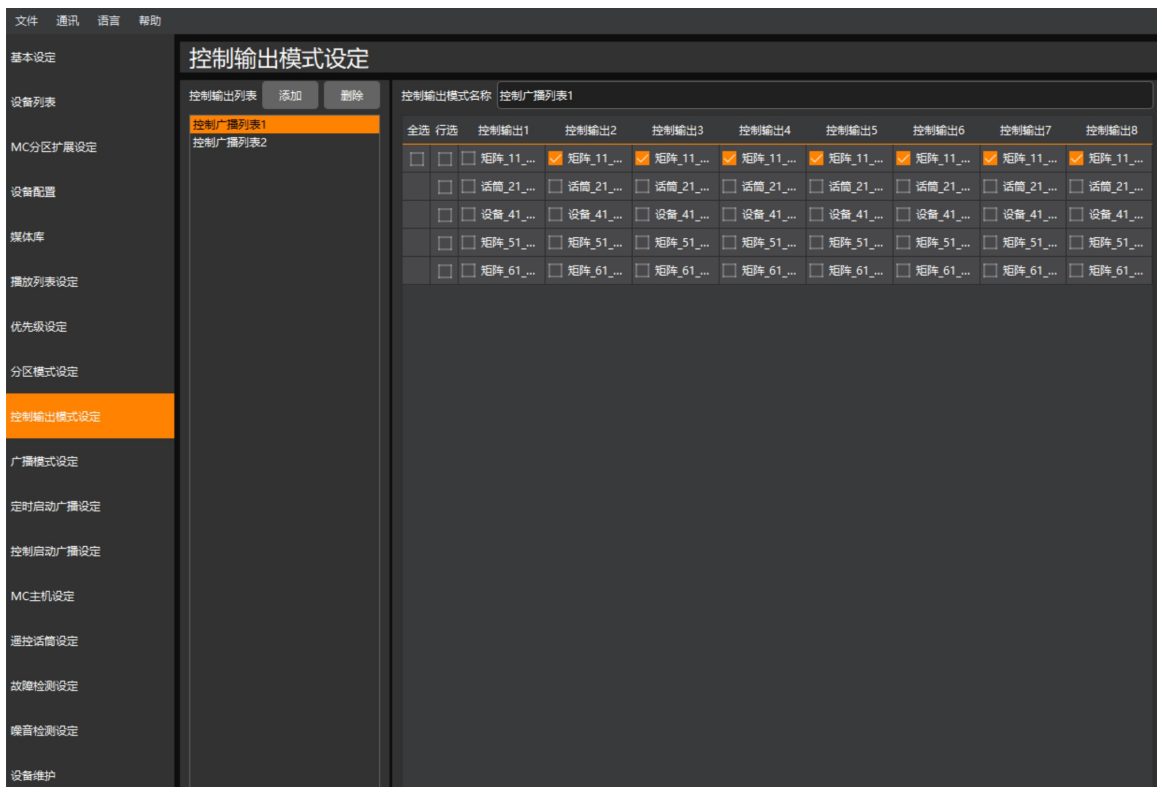 文件 通讯 语言 帮助
基本设定
设备列表
MC分区扩展设定
设备配置
媒体库
播放列表设定
优先级设定
分区模式设定
控制输出模式设定
广播模式设定
定时启动广播设定
控制启动广播设定
MC主机设定
遥控话筒设定
故障检测设定
噪音检测设定
设备维护
控制输出模式设定
控制输出列表 添加 删除
控制广播列表1
控制广播列表2
控制输出模式名称 控制广播列表1
全选 行选 控制输出1 控制输出2 控制输出3 控制输出4 控制输出5 控制输出6 控制输出7 控制输出8
矩阵_11_... 矩阵_11_... 矩阵_11_... 矩阵_11_... 矩阵_11_... 矩阵_11_... 矩阵_11_... 矩阵_11_...
话筒_21_... 话筒_21_... 话筒_21_... 话筒_21_... 话筒_21_... 话筒_21_... 话筒_21_... 话筒_21_...
设备_41_... 设备_41_... 设备_41_... 设备_41_... 设备_41_... 设备_41_... 设备_41_... 设备_41_...
矩阵_51_... 矩阵_51_... 矩阵_51_... 矩阵_51_... 矩阵_51_... 矩阵_51_... 矩阵_51_... 矩阵_51_...
矩阵_61_... 矩阵_61_... 矩阵_61_... 矩阵_61_... 矩阵_61_... 矩阵_61_... 矩阵_61_... 矩阵_61_...